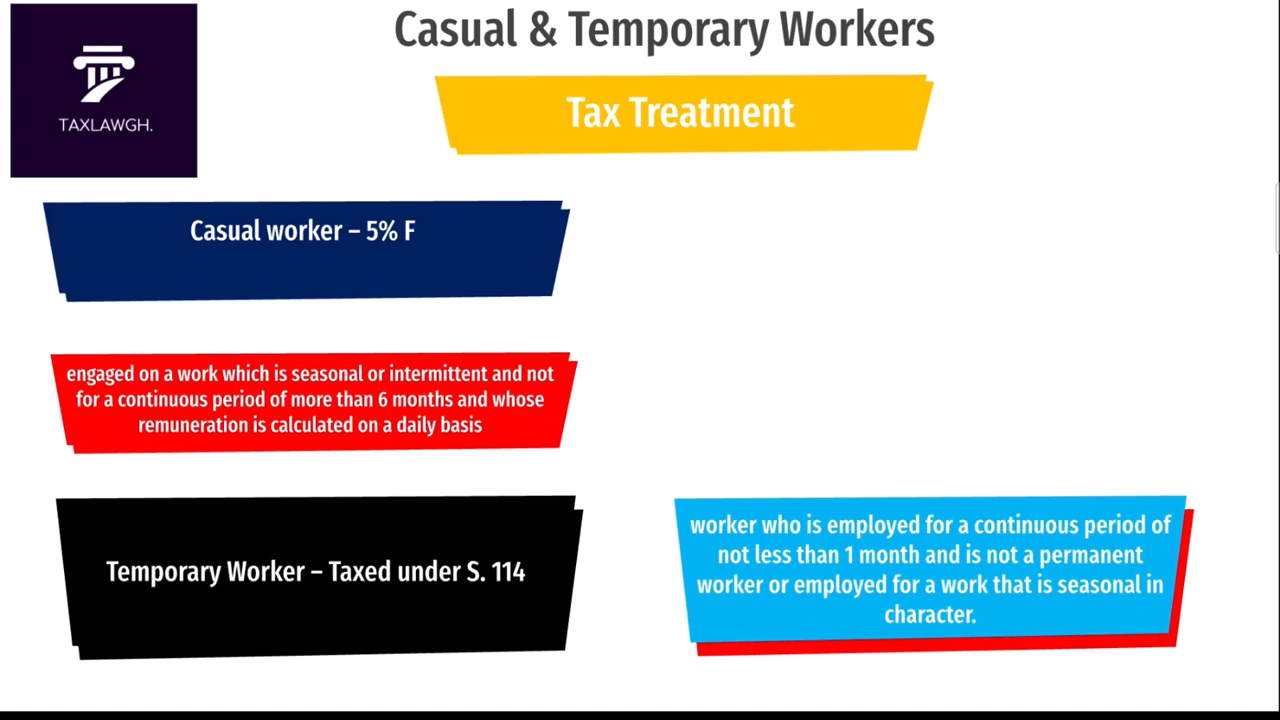 Casual & Temporary Workers
TAXLAWGH.
Tax Treatment
Casual worker – 5% F
engaged on a work which is seasonal or intermittent and not
for a continuous period of more than 6 months and whose
remuneration is calculated on a daily basis
Temporary Worker – Taxed under S. 114
worker who is employed for a continuous period of
not less than 1 month and is not a permanent
worker or employed for a work that is seasonal in
character.